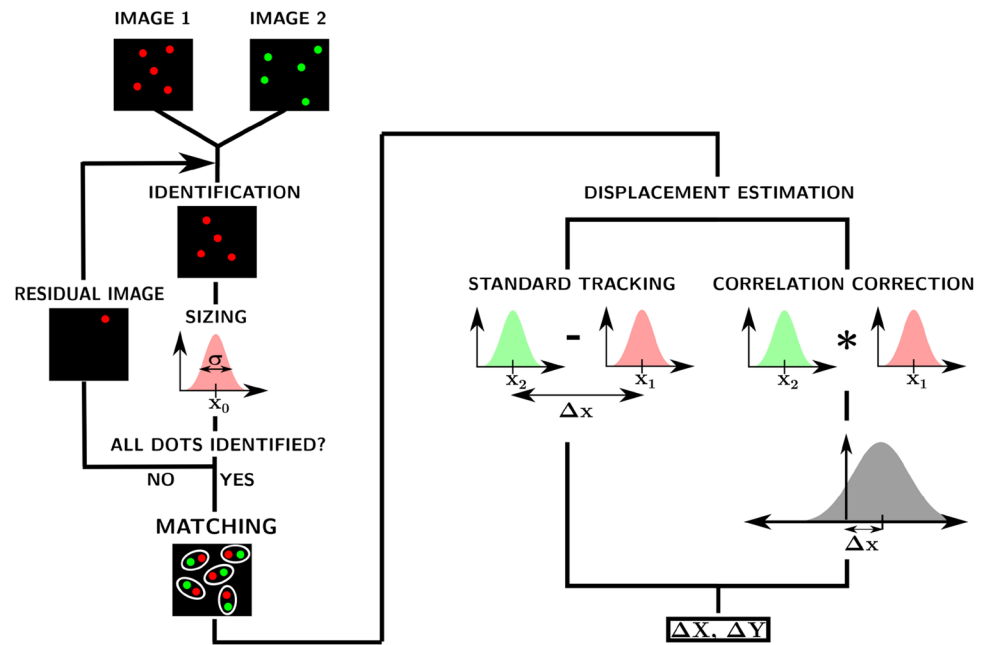 IMAGE 1
IMAGE 2
IDENTIFICATION
RESIDUAL IMAGE
SIZING
σ
x₀
ALL DOTS IDENTIFIED?
NO
YES
MATCHING
DISPLACEMENT ESTIMATION
STANDARD TRACKING
x₂
-
x₁
Δx
CORRELATION CORRECTION
x₂
*
x₁
Δx
ΔX, ΔY